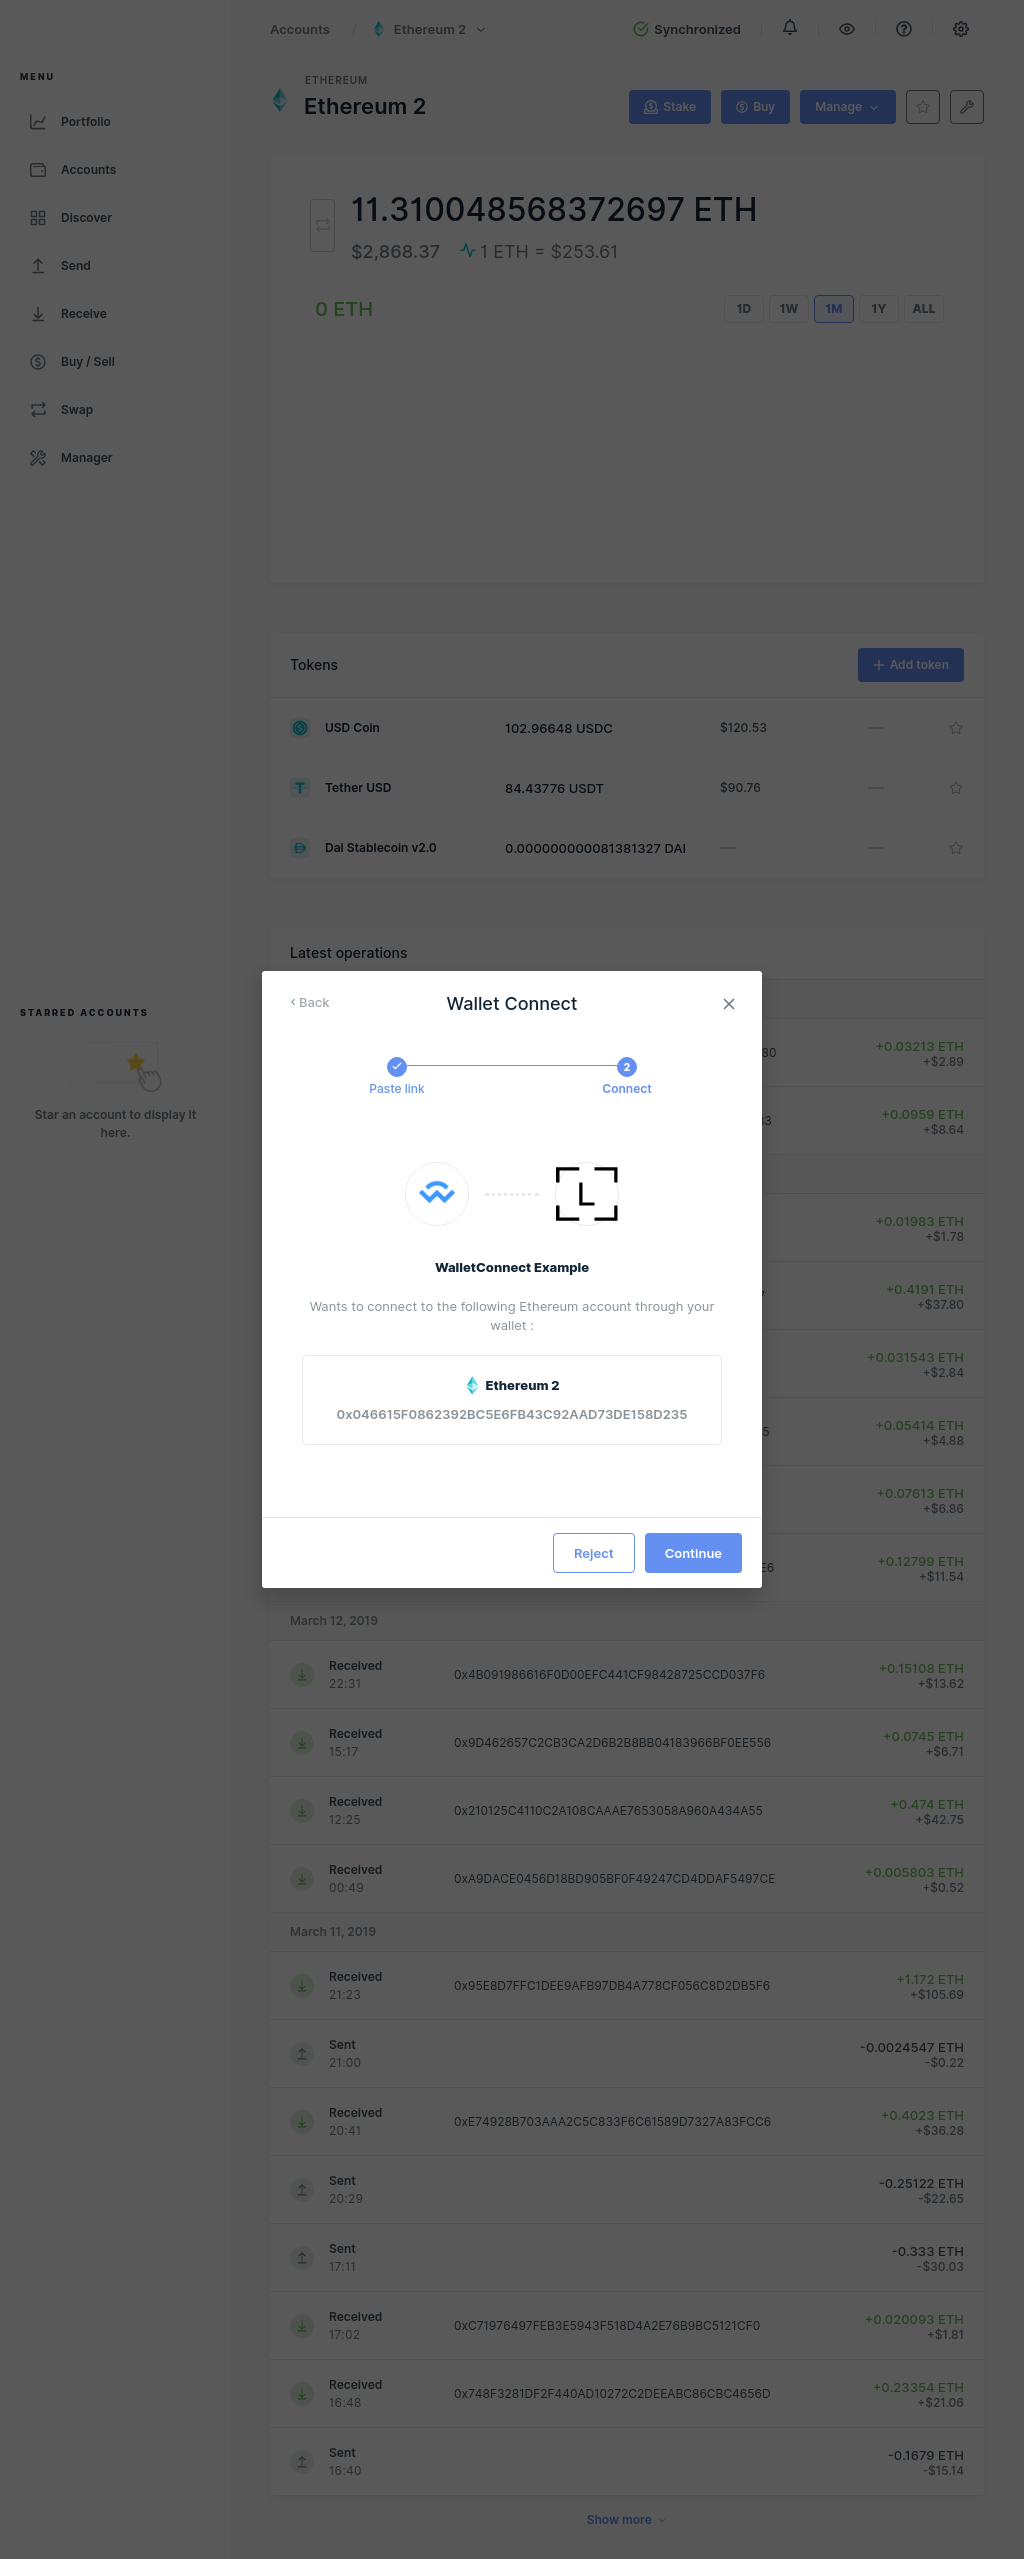 Accounts / Ethereum 2
Synchronized
MENU
Portfolio
Accounts
Discover
Send
Receive
Buy / Sell
Swap
Manager
STARRED ACCOUNTS
Star an account to display it
here.
ETHEREUM
Ethereum 2
Stake
Buy
Manage
11.310048568372697 ETH
$2,868.37
1 ETH = $253.61
0 ETH
1D 1W 1M 1Y ALL
Tokens
Add token
USD Coin 102.96648 USDC $120.53 —
Tether USD 84.43776 USDT $90.76 —
Dai Stablecoin v2.0 0.000000000081381327 DAI — —
Latest operations
Back
Wallet Connect
2
Paste link
Connect
L
WalletConnect Example
Wants to connect to the following Ethereum account through your
wallet :
Ethereum 2
0x046615F0862392BC5E6FB43C92AAD73DE158D235
Reject
Continue
80
+0.03213 ETH
+$2.89
+0.0959 ETH
+$8.64
+0.01983 ETH
+$1.78
+0.4191 ETH
+$37.80
+0.031543 ETH
+$2.84
5
+0.05414 ETH
+$4.88
+0.07613 ETH
+$6.86
E6
+0.12799 ETH
+$11.54
March 12, 2019
Received
22:31
0x4B091986616F0D00EFC441CF98428725CCD037F6
+0.15108 ETH
+$13.62
Received
15:17
0x9D462657C2CB3CA2D6B2B8BB04183966BF0EE556
+0.0745 ETH
+$6.71
Received
12:25
0x210125C4110C2A108CAAAE7653058A960A434A55
+0.474 ETH
+$42.75
Received
00:49
0xA9DACE0456D18BD905BF0F49247CD4DDAF5497CE
+0.005803 ETH
+$0.52
March 11, 2019
Received
21:23
0x95E8D7FFC1DEE9AFB97DB4A778CF056C8D2DB5F6
+1.172 ETH
+$105.69
Sent
21:00
-0.0024547 ETH
-$0.22
Received
20:41
0xE74928B703AAA2C5C833F6C61589D7327A83FCC6
+0.4023 ETH
+$36.28
Sent
20:29
-0.25122 ETH
-$22.65
Sent
17:11
-0.333 ETH
-$30.03
Received
17:02
0xC71976497FEB3E5943F518D4A2E76B9BC5121CF0
+0.020093 ETH
+$1.81
Received
16:48
0x748F3281DF2F440AD10272C2DEEABC86CBC4656D
+0.23354 ETH
+$21.06
Sent
16:40
-0.1679 ETH
-$15.14
Show more